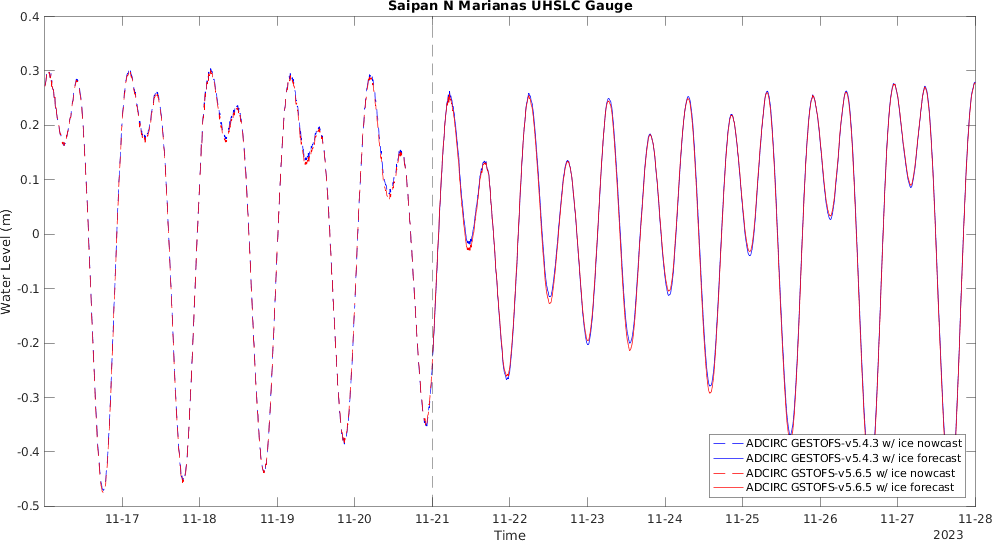 Saipan N Marianas UHSLC Gauge
0.4
0.3
0.2
0.1
0
-0.1
-0.2
-0.3
-0.4
-0.5
Water Level (m)
ADCIRC GESTOFS-v5.4.3 w/ ice nowcast
ADCIRC GESTOFS-v5.4.3 w/ ice forecast
ADCIRC GSTOFS-v5.6.5 w/ ice nowcast
ADCIRC GSTOFS-v5.6.5 w/ ice forecast
11-17 11-18 11-19 11-20 11-21 11-22 11-23 11-24 11-25 11-26 11-27 11-28
Time
2023